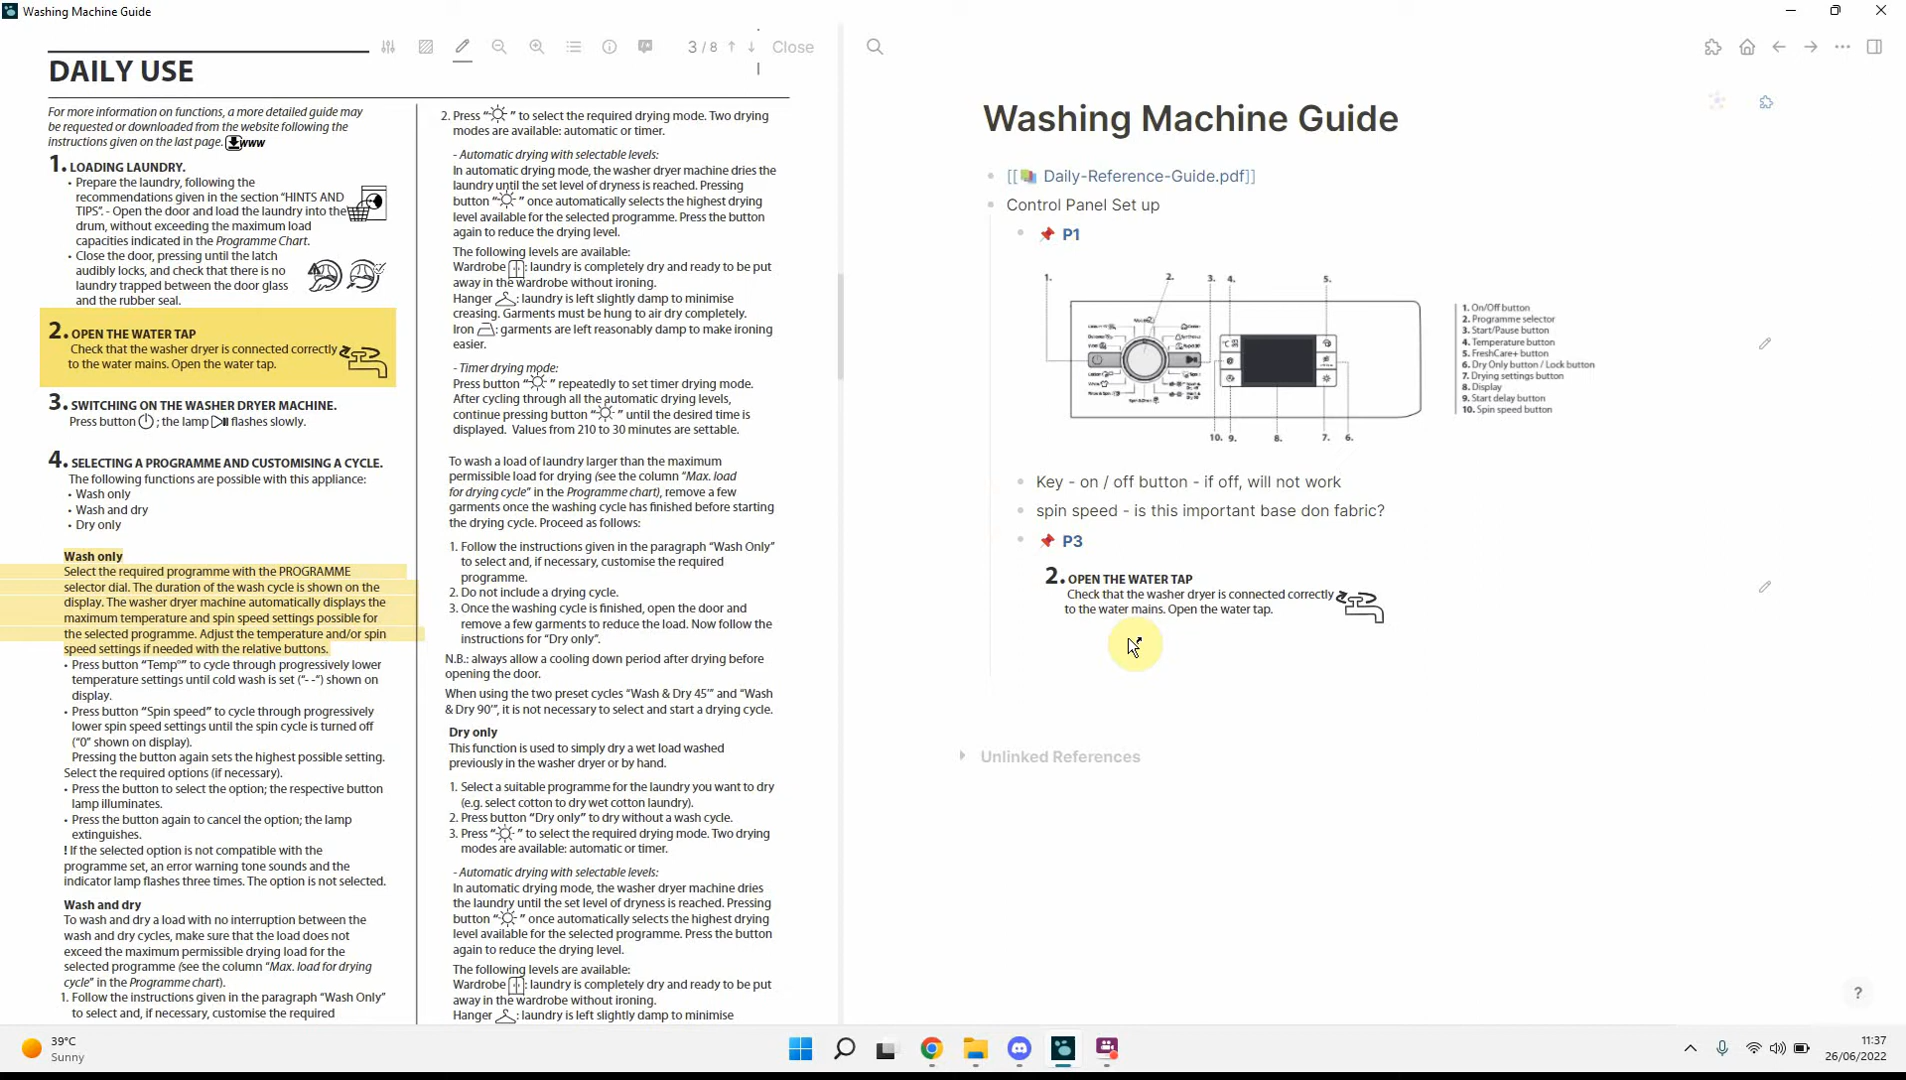 Washing Machine Guide
3 / 8
Close
DAILY USE
For more information on functions, a more detailed guide may
be requested or downloaded from the website following the
instructions given on the last page. www
1. LOADING LAUNDRY.
• Prepare the laundry, following the
recommendations given in the section “HINTS AND
TIPS”. - Open the door and load the laundry into the
drum, without exceeding the maximum load
capacities indicated in the Programme Chart.
• Close the door, pressing until the latch
audibly locks, and check that there is no
laundry trapped between the door glass
and the rubber seal.
2. OPEN THE WATER TAP
Check that the washer dryer is connected correctly
to the water mains. Open the water tap.
3. SWITCHING ON THE WASHER DRYER MACHINE.
Press button ; the lamp flashes slowly.
4. SELECTING A PROGRAMME AND CUSTOMISING A CYCLE.
The following functions are possible with this appliance:
• Wash only
• Wash and dry
• Dry only
Wash only
Select the required programme with the PROGRAMME
selector dial. The duration of the wash cycle is shown on the
display. The washer dryer machine automatically displays the
maximum temperature and spin speed settings possible for
the selected programme. Adjust the temperature and/or spin
speed settings if needed with the relative buttons.
• Press button “Temp°” to cycle through progressively lower
temperature settings until cold wash is set (“- -“) shown on
display.
• Press button “Spin speed” to cycle through progressively
lower spin speed settings until the spin cycle is turned off
(“0” shown on display).
Pressing the button again sets the highest possible setting.
Select the required options (if necessary).
• Press the button to select the option; the respective button
lamp illuminates.
• Press the button again to cancel the option; the lamp
extinguishes.
! If the selected option is not compatible with the
programme set, an error warning tone sounds and the
indicator lamp flashes three times. The option is not selected.
Wash and dry
To wash and dry a load with no interruption between the
wash and dry cycles, make sure that the load does not
exceed the maximum permissible drying load for the
selected programme (see the column “Max. load for drying
cycle” in the Programme chart).
1. Follow the instructions given in the paragraph “Wash Only”
to select and, if necessary, customise the required
2. Press “ ” to select the required drying mode. Two drying
modes are available: automatic or timer.
- Automatic drying with selectable levels:
In automatic drying mode, the washer dryer machine dries the
laundry until the set level of dryness is reached. Pressing
button “ ” once automatically selects the highest drying
level available for the selected programme. Press the button
again to reduce the drying level.
The following levels are available:
Wardrobe : laundry is completely dry and ready to be put
away in the wardrobe without ironing.
Hanger : laundry is left slightly damp to minimise
creasing. Garments must be hung to air dry completely.
Iron : garments are left reasonably damp to make ironing
easier.
- Timer drying mode:
Press button “ ” repeatedly to set timer drying mode.
After cycling through all the automatic drying levels,
continue pressing button “ ” until the desired time is
displayed. Values from 210 to 30 minutes are settable.
To wash a load of laundry larger than the maximum
permissible load for drying (see the column “Max. load
for drying cycle” in the Programme chart), remove a few
garments once the washing cycle has finished before starting
the drying cycle. Proceed as follows:
1. Follow the instructions given in the paragraph “Wash Only”
to select and, if necessary, customise the required
programme.
2. Do not include a drying cycle.
3. Once the washing cycle is finished, open the door and
remove a few garments to reduce the load. Now follow the
instructions for “Dry only”.
N.B.: always allow a cooling down period after drying before
opening the door.
When using the two preset cycles “Wash & Dry 45’” and “Wash
& Dry 90’”, it is not necessary to select and start a drying cycle.
Dry only
This function is used to simply dry a wet load washed
previously in the washer dryer or by hand.
1. Select a suitable programme for the laundry you want to dry
(e.g. select cotton to dry wet cotton laundry).
2. Press button “Dry only” to dry without a wash cycle.
3. Press “ ” to select the required drying mode. Two drying
modes are available: automatic or timer.
- Automatic drying with selectable levels:
In automatic drying mode, the washer dryer machine dries
the laundry until the set level of dryness is reached. Pressing
button “ ” once automatically selects the highest drying
level available for the selected programme. Press the button
again to reduce the drying level.
The following levels are available:
Wardrobe : laundry is completely dry and ready to be put
away in the wardrobe without ironing.
Hanger : laundry is left slightly damp to minimise
Washing Machine Guide
[[ Daily-Reference-Guide.pdf]]
Control Panel Set up
P1
1. 2. 3. 4. 5.
10. 9. 8. 7. 6.
1. On/Off button
2. Programme selector
3. Start/Pause button
4. Temperature button
5. FreshCare+ button
6. Dry Only button / Lock button
7. Drying settings button
8. Display
9. Start delay button
10. Spin speed button
Key - on / off button - if off, will not work
spin speed - is this important base don fabric?
P3
2. OPEN THE WATER TAP
Check that the washer dryer is connected correctly
to the water mains. Open the water tap.
Unlinked References
?
39°C
Sunny
11:37
26/06/2022